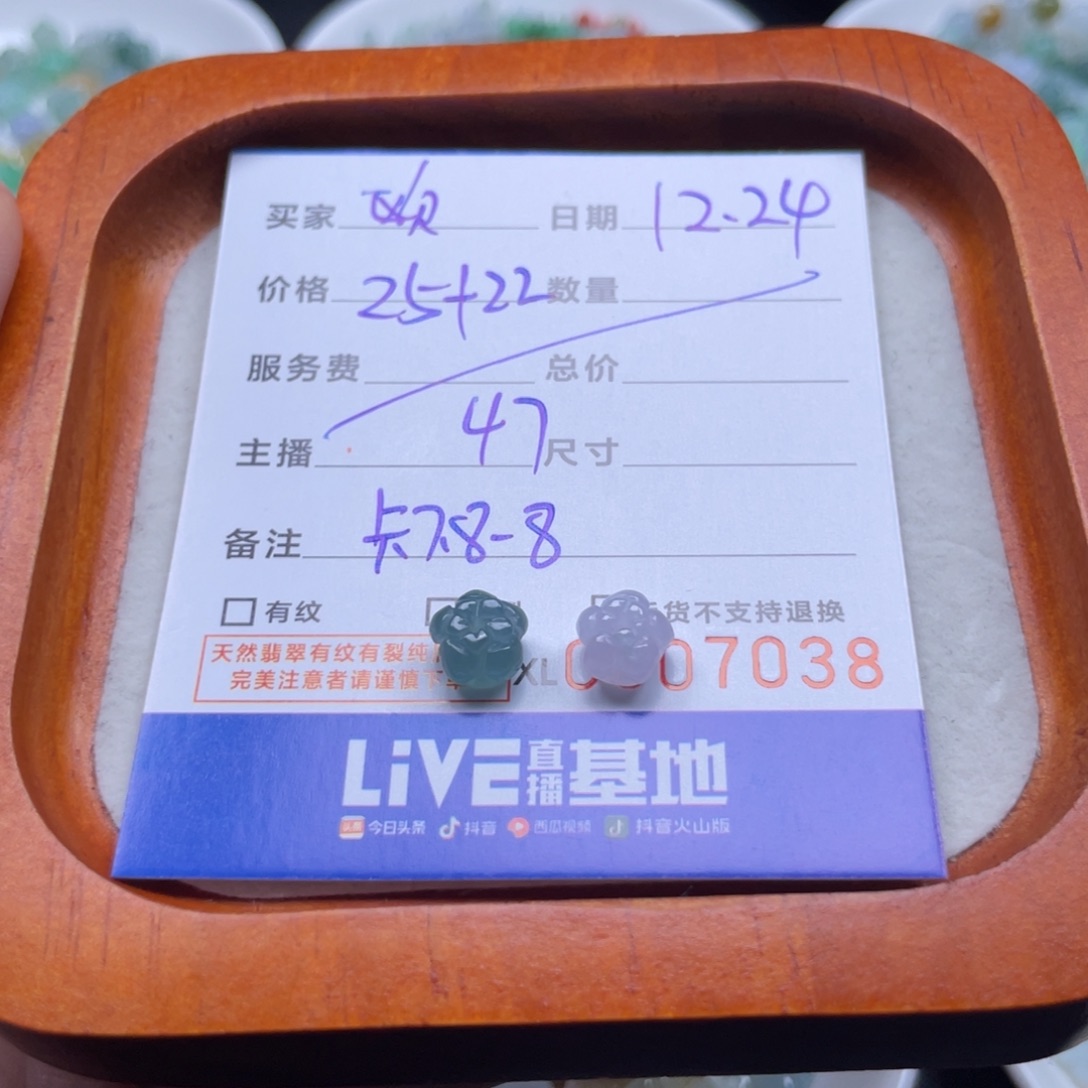 买家 日期 12.24
价格 25+22 数量
服务费 总价
47
主播 尺寸
备注 卡7.8-8
有纹 货不支持退换
天然翡翠有纹有裂纯
完美注意者请谨慎下单
XL 07038
LiVE直播基地
头条 今日头条 抖音 西瓜视频 抖音火山版